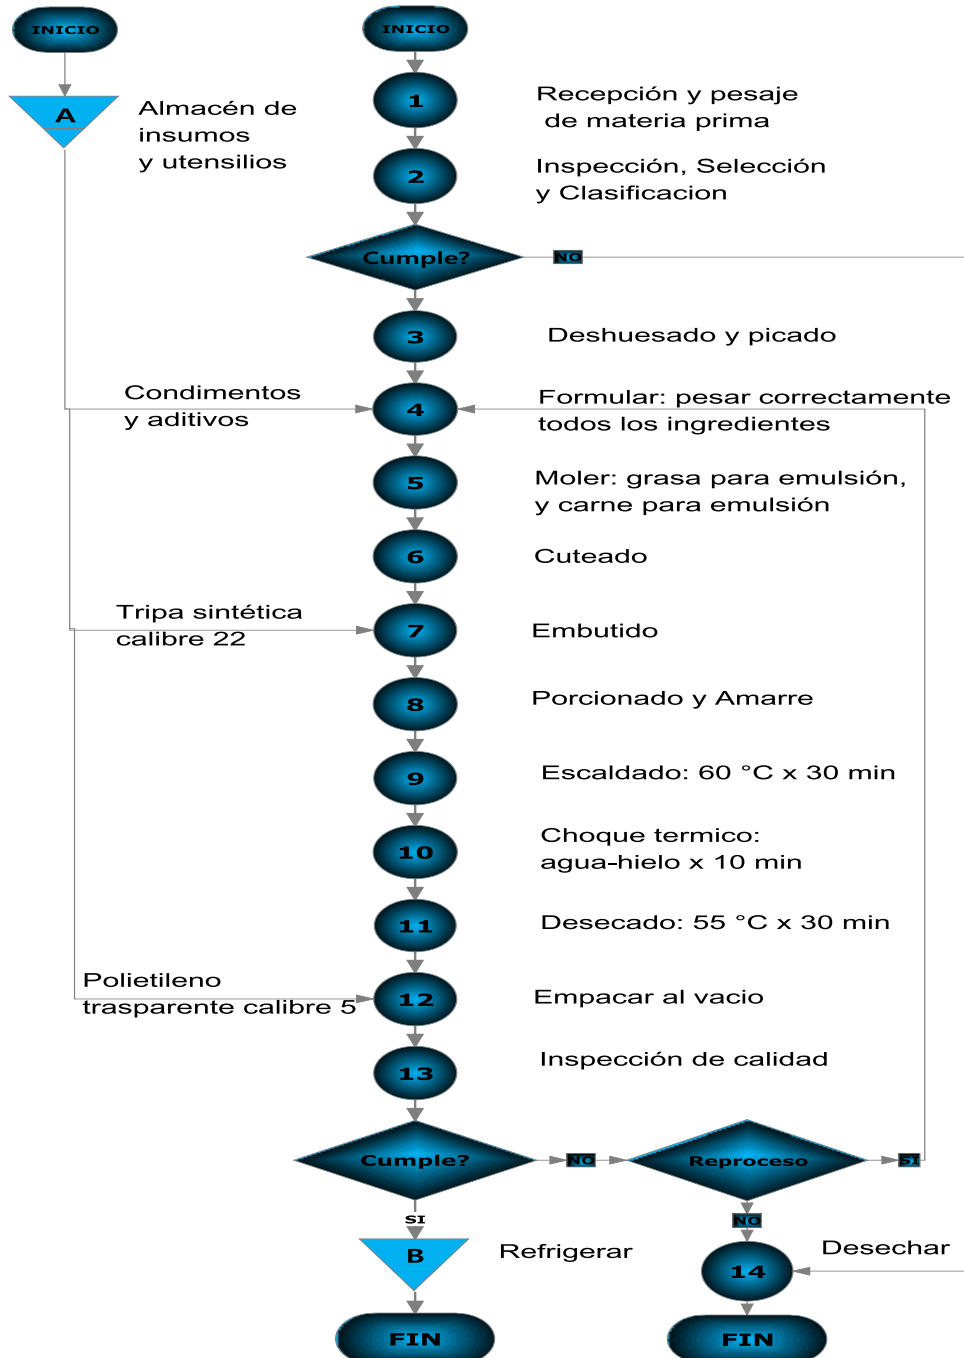 INICIO
INICIO
A
Almacén de
insumos
y utensilios
1
Recepción y pesaje
de materia prima
2
Inspección, Selección
y Clasificacion
Cumple?
NO
3
Deshuesado y picado
Condimentos
y aditivos
4
Formular: pesar correctamente
todos los ingredientes
5
Moler: grasa para emulsión,
y carne para emulsión
6
Cuteado
Tripa sintética
calibre 22
7
Embutido
8
Porcionado y Amarre
9
Escaldado: 60 °C x 30 min
10
Choque termico:
agua-hielo x 10 min
11
Desecado: 55 °C x 30 min
Polietileno
trasparente calibre 5
12
Empacar al vacio
13
Inspección de calidad
Cumple?
NO
Reproceso
SI
SI
NO
B
Refrigerar
14
Desechar
FIN
FIN